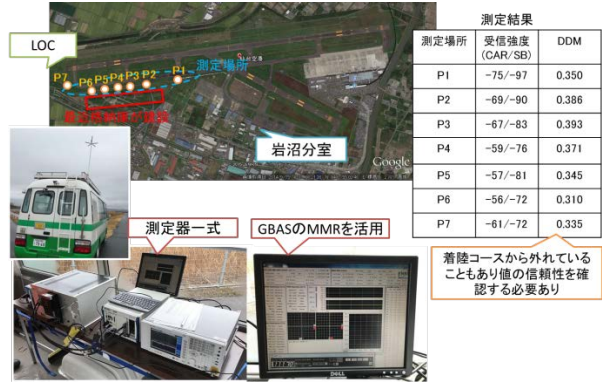 LOC
P7
P6
P5
P4
P3
P2
P1
測定場所
岩沼分室
Google
測定結果
測定場所 受信強度 (CAR/SB) DDM
P1 -75/-97 0.350
P2 -69/-90 0.386
P3 -67/-83 0.393
P4 -59/-76 0.371
P5 -57/-81 0.345
P6 -56/-72 0.310
P7 -61/-72 0.335
着陸コースから外れている
こともあり値の信頼性を確
認する必要あり
測定器一式
GBASのMMRを活用
DELL